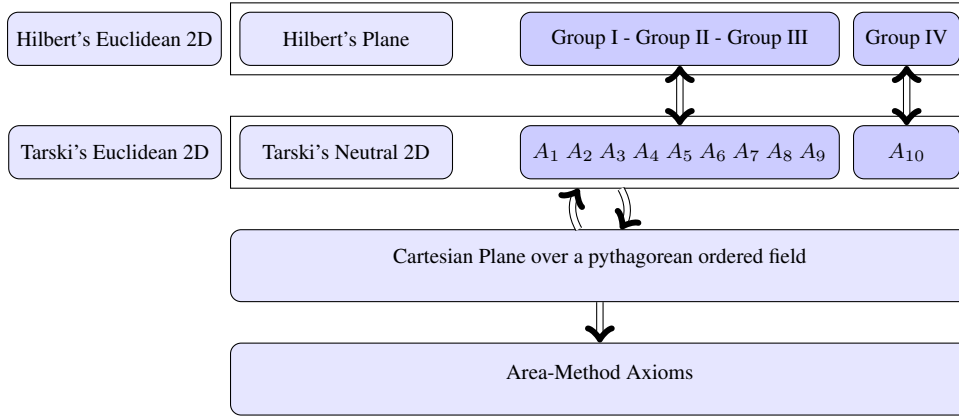 Hilbert's Euclidean 2D Hilbert's Plane Group I - Group II - Group III Group IV
Tarski's Euclidean 2D Tarski's Neutral 2D A₁ A₂ A₃ A₄ A₅ A₆ A₇ A₈ A₉ A₁₀
Cartesian Plane over a pythagorean ordered field
Area-Method Axioms